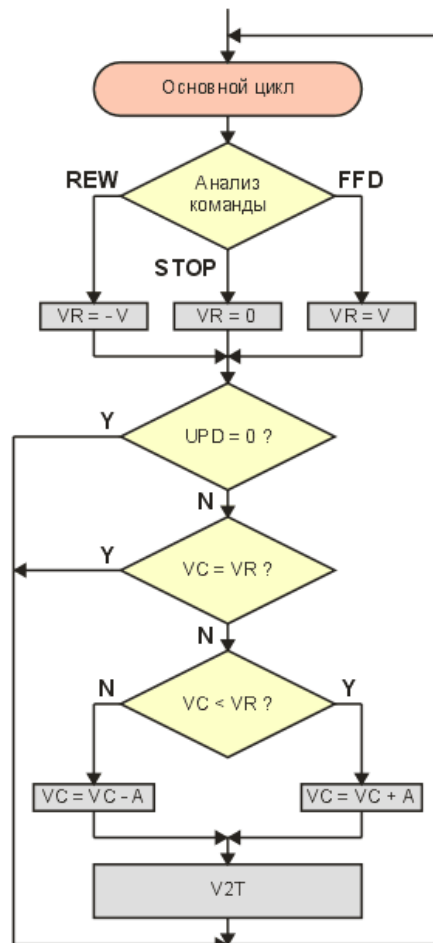 Основной цикл
REW
Анализ
команды
FFD
STOP
VR = - V
VR = 0
VR = V
Y
UPD = 0 ?
N
Y
VC = VR ?
N
N
VC < VR ?
Y
VC = VC - A
VC = VC + A
V2T